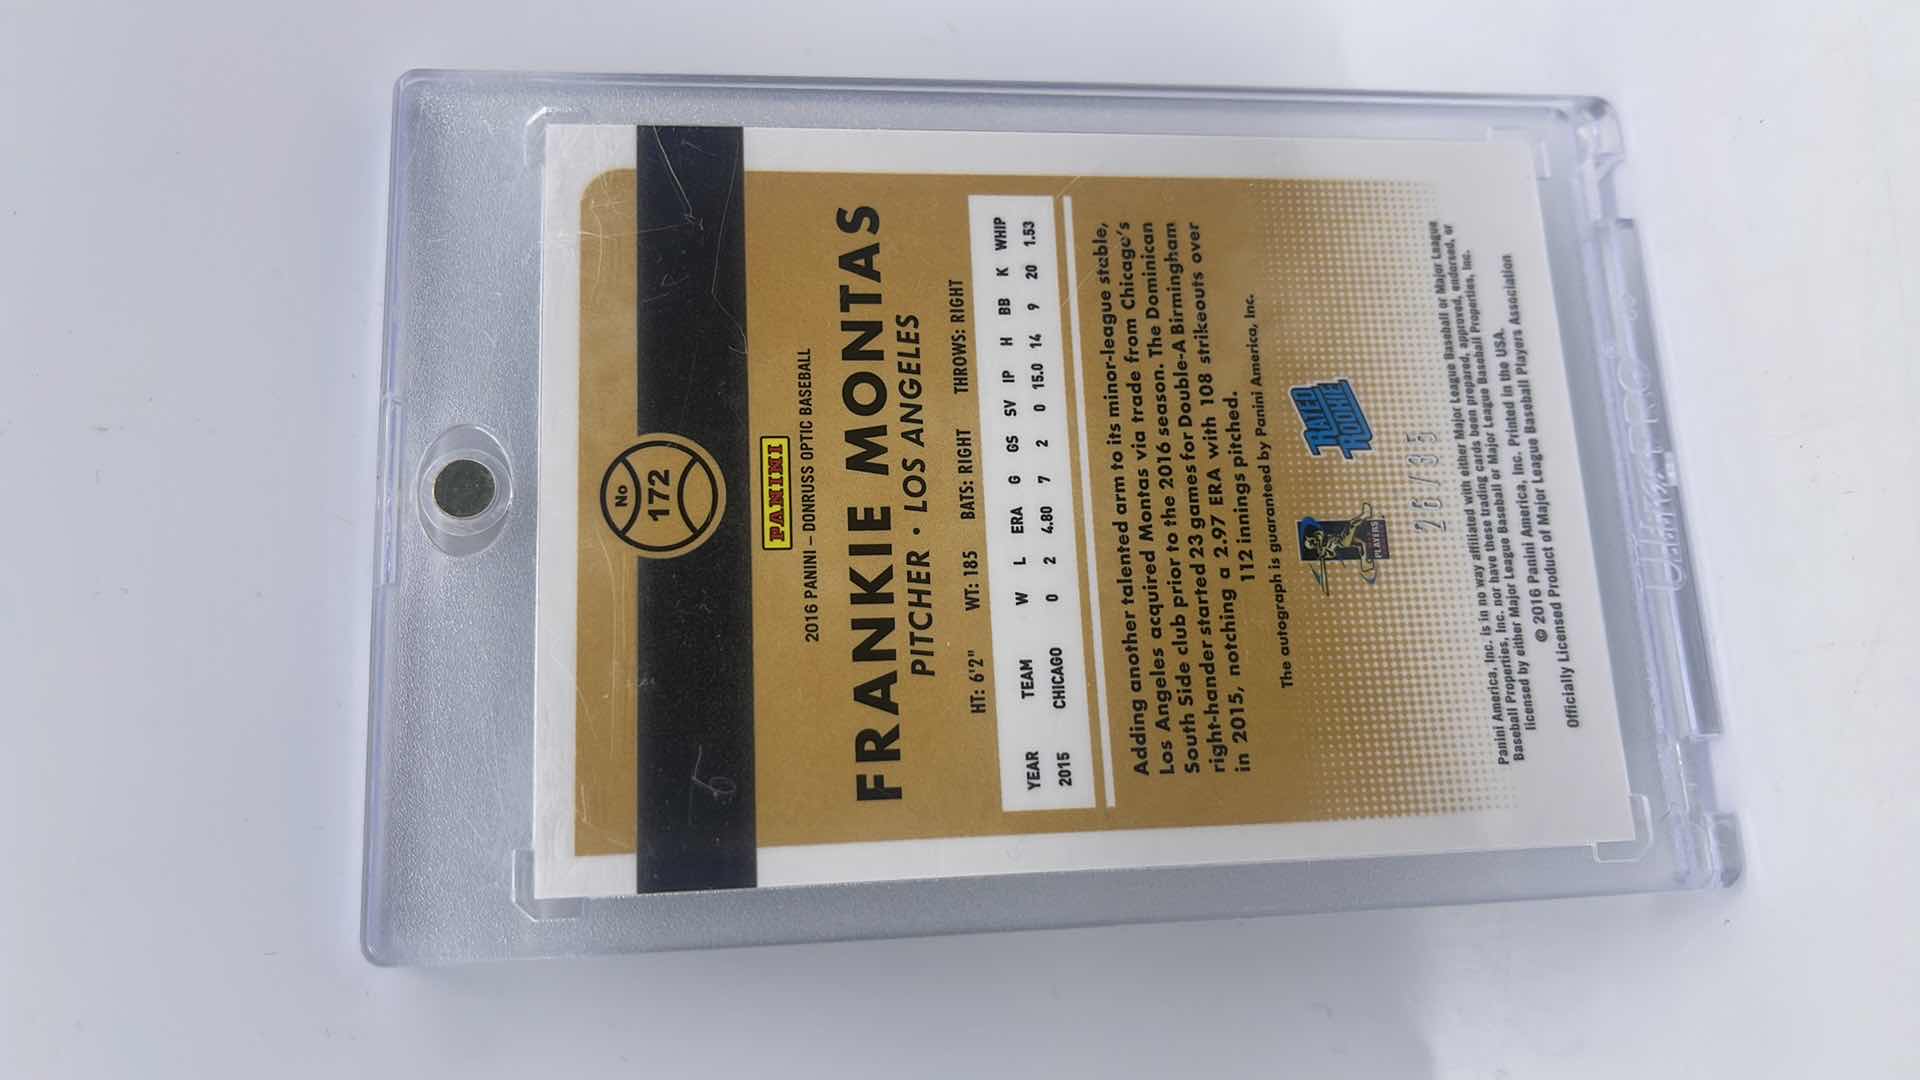 No
172
PANINI
2016 PANINI – DONRUSS OPTIC BASEBALL
FRANKIE MONTAS
PITCHER • LOS ANGELES
HT: 6'2" WT: 185 BATS: RIGHT THROWS: RIGHT
YEAR TEAM W L ERA G GS SV IP H BB K WHIP
2015 CHICAGO 0 2 4.80 7 2 0 15.0 14 9 20 1.53
Adding another talented arm to its minor-league stable,
Los Angeles acquired Montas via trade from Chicago's
South Side club prior to the 2016 season. The Dominican
right-hander started 23 games for Double-A Birmingham
in 2015, notching a 2.97 ERA with 108 strikeouts over
112 innings pitched.
The autograph is guaranteed by Panini America, Inc.
PLAYERS
RATED
ROOKIE
Panini America, Inc. is in no way affiliated with either Major League Baseball or Major League
Baseball Properties, Inc. nor have these trading cards been prepared, approved, endorsed, or
licensed by either Major League Baseball or Major League Baseball Properties, Inc.
© 2016 Panini America, Inc. Printed in the USA.
Officially Licensed Product of Major League Baseball Players Association
Ultra PRO